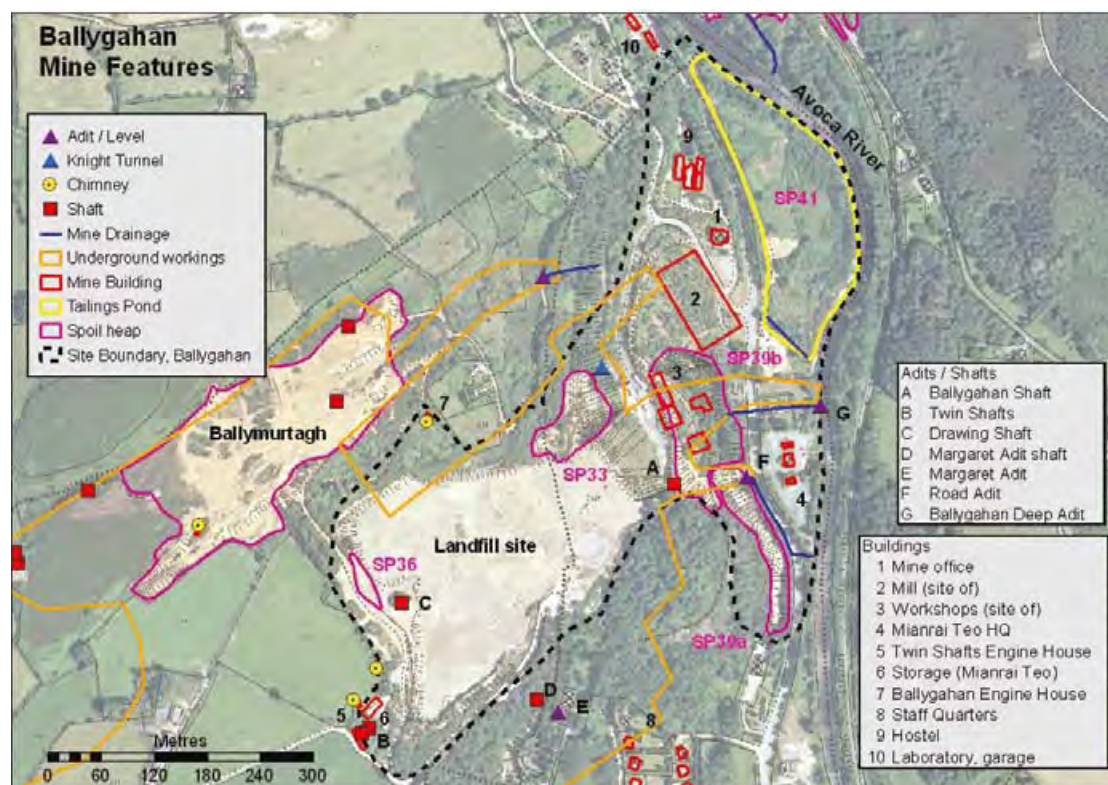 Ballygahan
Mine Features
Adit / Level
Knight Tunnel
Chimney
Shaft
Mine Drainage
Underground workings
Mine Building
Tailings Pond
Spoil heap
Site Boundary, Ballygahan
10
Avoca River
9
SP41
1
2
SP39b
3
7
G
Ballymurtagh
SP33
A
F
4
Landfill site
SP36
C
SP39a
D
E
5
6
B
8
Metres
0 60 120 180 240 300
Adits / Shafts
A Ballygahan Shaft
B Twin Shafts
C Drawing Shaft
D Margaret Adit shaft
E Margaret Adit
F Road Adit
G Ballygahan Deep Adit
Buildings
1 Mine office
2 Mill (site of)
3 Workshops (site of)
4 Mianrai Teo HQ
5 Twin Shafts Engine House
6 Storage (Mianrai Teo)
7 Ballygahan Engine House
8 Staff Quarters
9 Hostel
10 Laboratory, garage